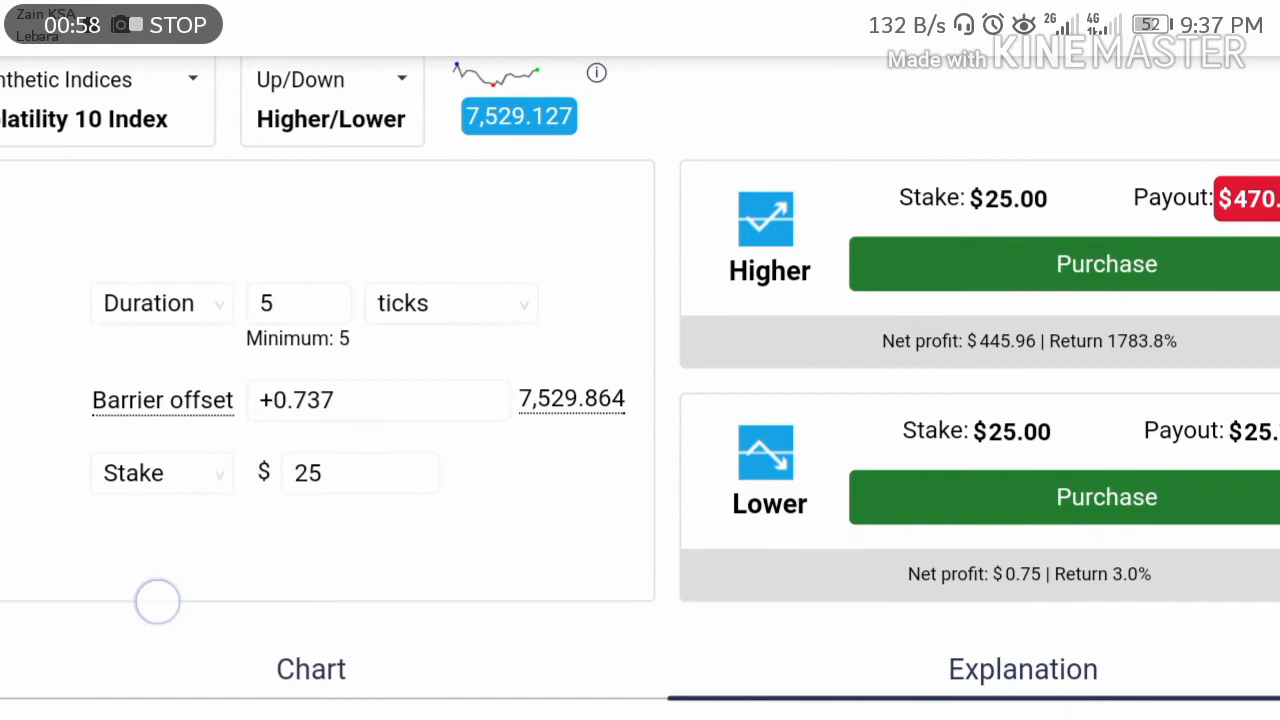 Zain KSA
Lebara
00:58 STOP
132 B/s 26 4G 52 9:37 PM
Made with KINEMASTER
nthetic Indices
latility 10 Index
Up/Down
Higher/Lower
7,529.127
Duration 5 ticks
Minimum: 5
Barrier offset +0.737 7,529.864
Stake $ 25
Higher
Stake: $25.00 Payout: $470.
Purchase
Net profit: $445.96 | Return 1783.8%
Lower
Stake: $25.00 Payout: $25.
Purchase
Net profit: $0.75 | Return 3.0%
Chart
Explanation